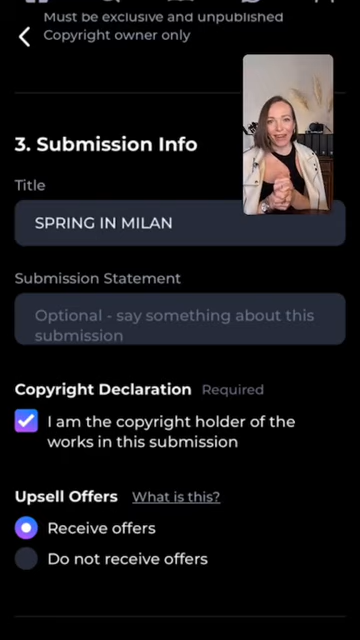 Must be exclusive and unpublished
Copyright owner only
3. Submission Info
Title
SPRING IN MILAN
Submission Statement
Optional - say something about this
submission
Copyright Declaration Required
I am the copyright holder of the
works in this submission
Upsell Offers What is this?
Receive offers
Do not receive offers